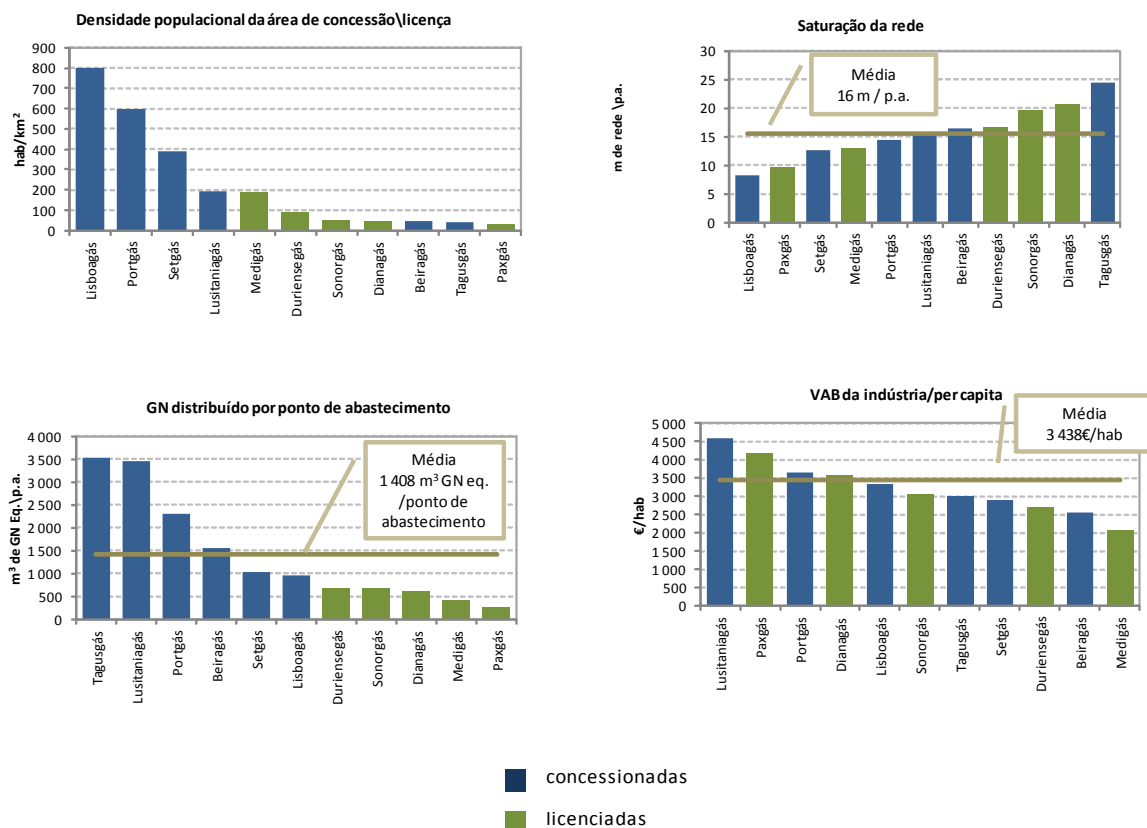 Densidade populacional da área de concessão\licença
hab/km²
900
800
700
600
500
400
300
200
100
0
Lisboagás
Portgás
Setgás
Lusitaniagás
Medigás
Duriensegás
Sonorgás
Dianagás
Beiragás
Tagusgás
Paxgás
Saturação da rede
m de rede \p.a.
30
25
20
15
10
5
0
Média
16 m / p.a.
Lisboagás
Paxgás
Setgás
Medigás
Portgás
Lusitaniagás
Beiragás
Duriensegás
Sonorgás
Dianagás
Tagusgás
GN distribuído por ponto de abastecimento
m³ de GN Eq.\p.a.
4 000
3 500
3 000
2 500
2 000
1 500
1 000
500
0
Média
1 408 m³ GN eq.
/ponto de
abastecimento
Tagusgás
Lusitaniagás
Portgás
Beiragás
Setgás
Lisboagás
Duriensegás
Sonorgás
Dianagás
Medigás
Paxgás
VAB da indústria/per capita
€/hab
5 000
4 500
4 000
3 500
3 000
2 500
2 000
1 500
1 000
500
0
Média
3 438€/hab
Lusitaniagás
Paxgás
Portgás
Dianagás
Lisboagás
Sonorgás
Tagusgás
Setgás
Duriensegás
Beiragás
Medigás
concessionadas
licenciadas